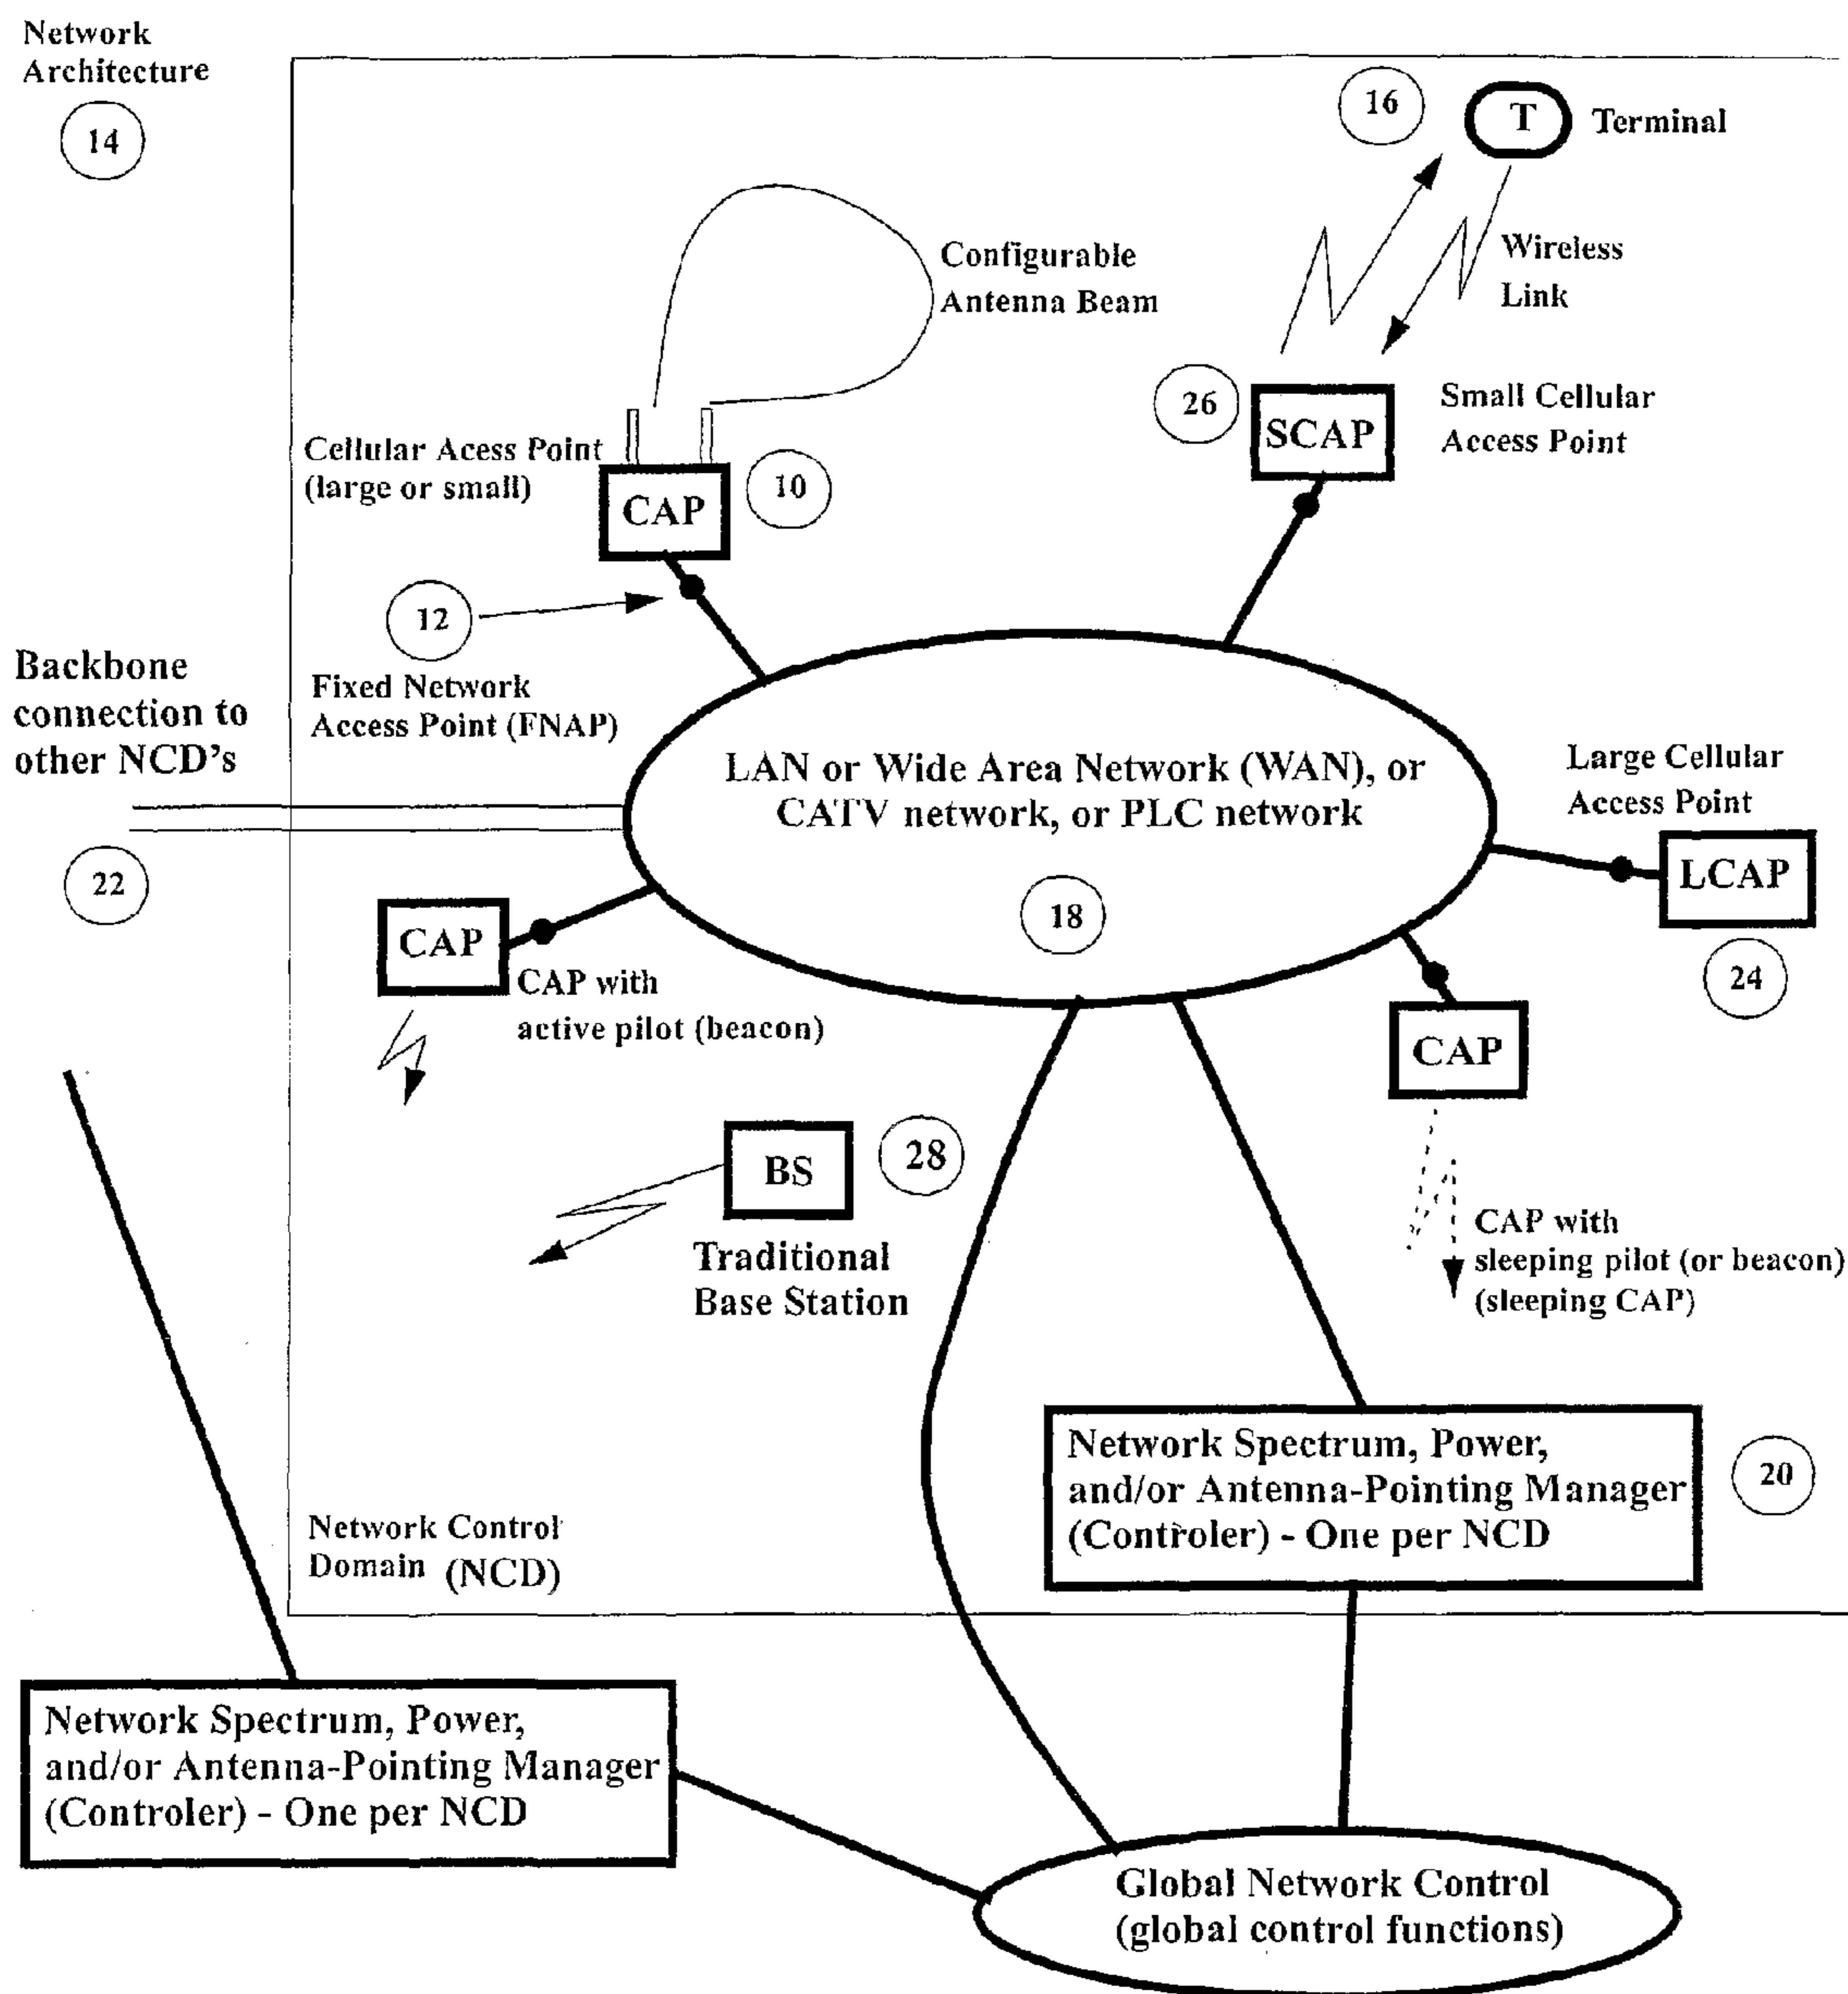 Network
Architecture
14
16
T
Terminal
Configurable
Antenna Beam
Wireless
Link
26
SCAP
Small Cellular
Access Point
Cellular Acess Point
(large or small)
CAP
10
12
Fixed Network
Access Point (FNAP)
Backbone
connection to
other NCD's
22
LAN or Wide Area Network (WAN), or
CATV network, or PLC network
18
Large Cellular
Access Point
LCAP
24
CAP
CAP with
active pilot (beacon)
CAP
CAP with
sleeping pilot (or beacon)
(sleeping CAP)
BS
28
Traditional
Base Station
Network Spectrum, Power,
and/or Antenna-Pointing Manager
(Controler) - One per NCD
20
Network Control
Domain (NCD)
Network Spectrum, Power,
and/or Antenna-Pointing Manager
(Controler) - One per NCD
Global Network Control
(global control functions)